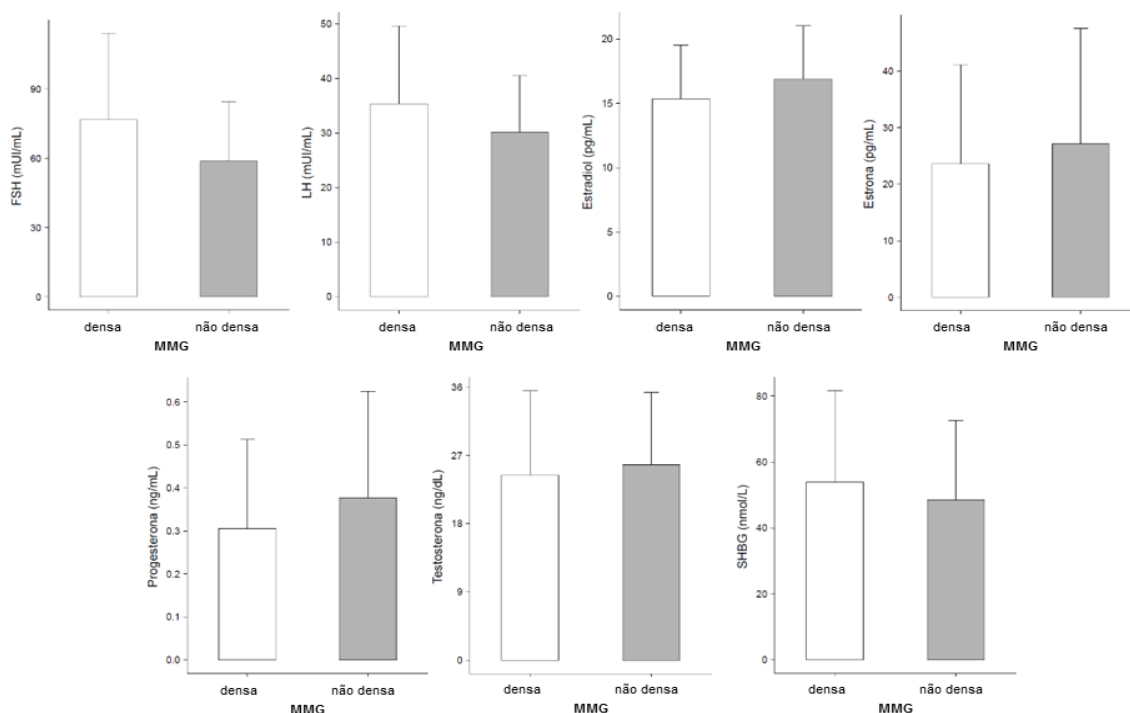 FSH (mUI/mL)
90
60
30
0
densa
não densa
MMG
LH (mUI/mL)
50
40
30
20
10
0
densa
não densa
MMG
Estradiol (pg/mL)
20
15
10
5
0
densa
não densa
MMG
Estrona (pg/mL)
40
30
20
10
0
densa
não densa
MMG
Progesterona (ng/mL)
0.6
0.5
0.4
0.3
0.2
0.1
0.0
densa
não densa
MMG
Testosterona (ng/dL)
36
27
18
9
0
densa
não densa
MMG
SHBG (nmol/L)
80
60
40
20
0
densa
não densa
MMG